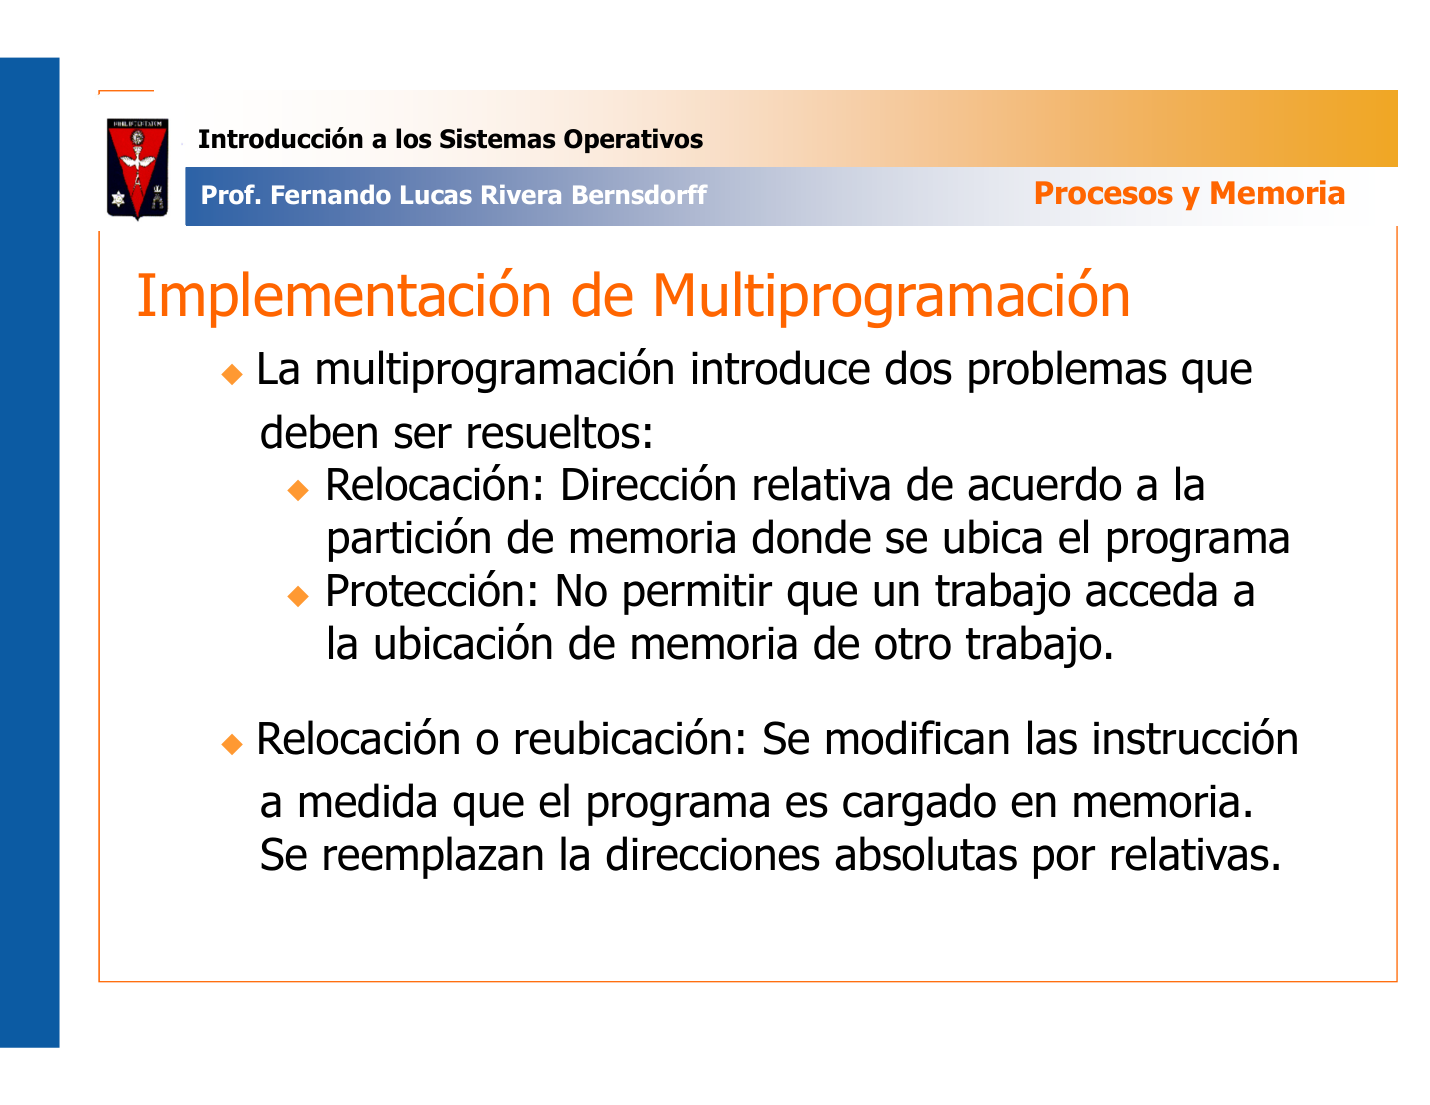 Introducción a los Sistemas Operativos
Prof. Fernando Lucas Rivera Bernsdorff
Procesos y Memoria
Implementación de Multiprogramación
La multiprogramación introduce dos problemas que
deben ser resueltos:
Relocación: Dirección relativa de acuerdo a la
partición de memoria donde se ubica el programa
Protección: No permitir que un trabajo acceda a
la ubicación de memoria de otro trabajo.
Relocación o reubicación: Se modifican las instrucción
a medida que el programa es cargado en memoria.
Se reemplazan la direcciones absolutas por relativas.